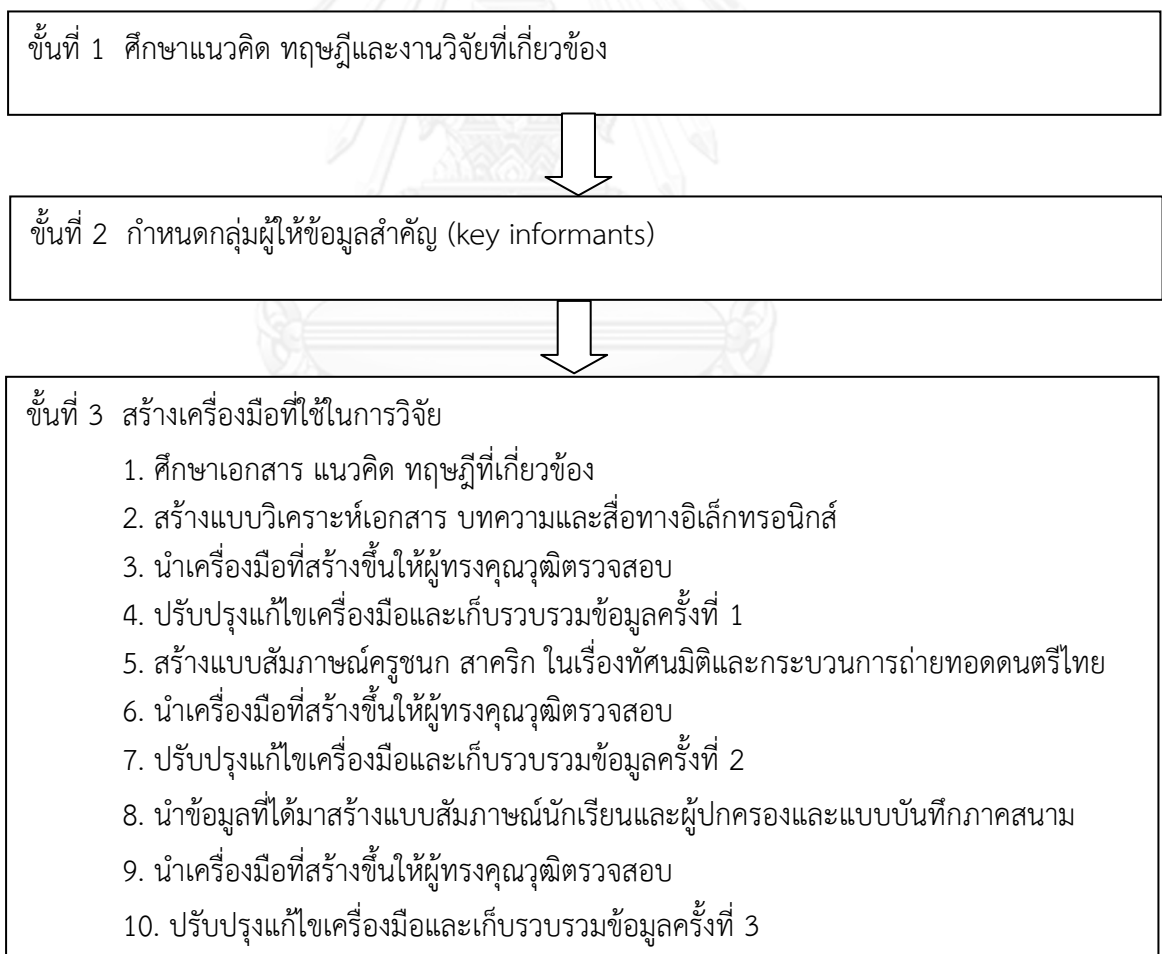 ขั้นที่ 1 ศึกษาแนวคิด ทฤษฎีและงานวิจัยที่เกี่ยวข้อง
ขั้นที่ 2 กำหนดกลุ่มผู้ให้ข้อมูลสำคัญ (key informants)
ขั้นที่ 3 สร้างเครื่องมือที่ใช้ในการวิจัย
1. ศึกษาเอกสาร แนวคิด ทฤษฎีที่เกี่ยวข้อง
2. สร้างแบบวิเคราะห์เอกสาร บทความและสื่อทางอิเล็กทรอนิกส์
3. นำเครื่องมือที่สร้างขึ้นให้ผู้ทรงคุณวุฒิตรวจสอบ
4. ปรับปรุงแก้ไขเครื่องมือและเก็บรวบรวมข้อมูลครั้งที่ 1
5. สร้างแบบสัมภาษณ์ครูชนก สาคริก ในเรื่องทัศนมิติและกระบวนการถ่ายทอดดนตรีไทย
6. นำเครื่องมือที่สร้างขึ้นให้ผู้ทรงคุณวุฒิตรวจสอบ
7. ปรับปรุงแก้ไขเครื่องมือและเก็บรวบรวมข้อมูลครั้งที่ 2
8. นำข้อมูลที่ได้มาสร้างแบบสัมภาษณ์นักเรียนและผู้ปกครองและแบบบันทึกภาคสนาม
9. นำเครื่องมือที่สร้างขึ้นให้ผู้ทรงคุณวุฒิตรวจสอบ
10. ปรับปรุงแก้ไขเครื่องมือและเก็บรวบรวมข้อมูลครั้งที่ 3